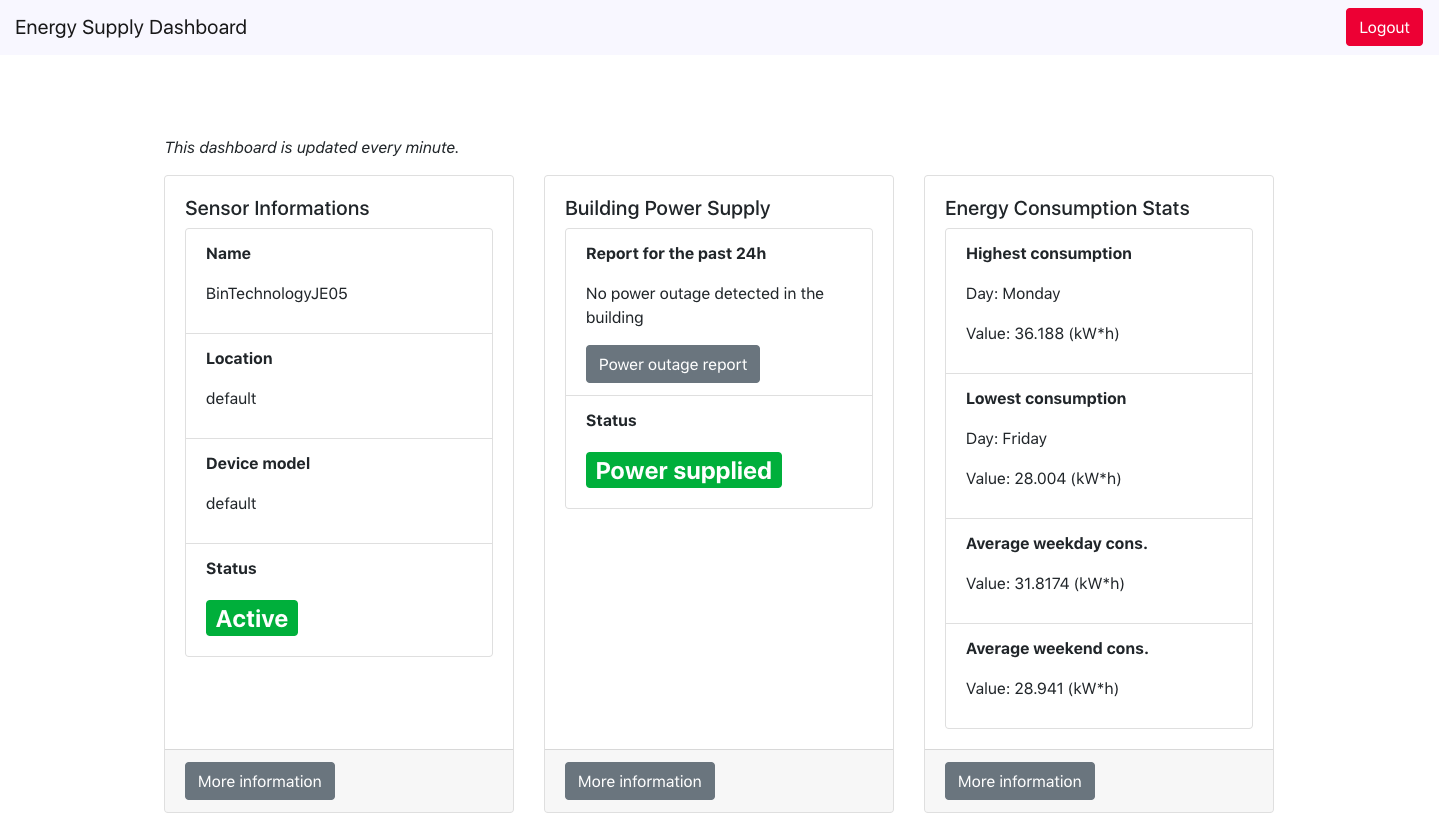 Energy Supply Dashboard
Logout
This dashboard is updated every minute.
Sensor Informations
Name
BinTechnologyJE05
Location
default
Device model
default
Status
Active
More information
Building Power Supply
Report for the past 24h
No power outage detected in the
building
Power outage report
Status
Power supplied
More information
Energy Consumption Stats
Highest consumption
Day: Monday
Value: 36.188 (kW*h)
Lowest consumption
Day: Friday
Value: 28.004 (kW*h)
Average weekday cons.
Value: 31.8174 (kW*h)
Average weekend cons.
Value: 28.941 (kW*h)
More information